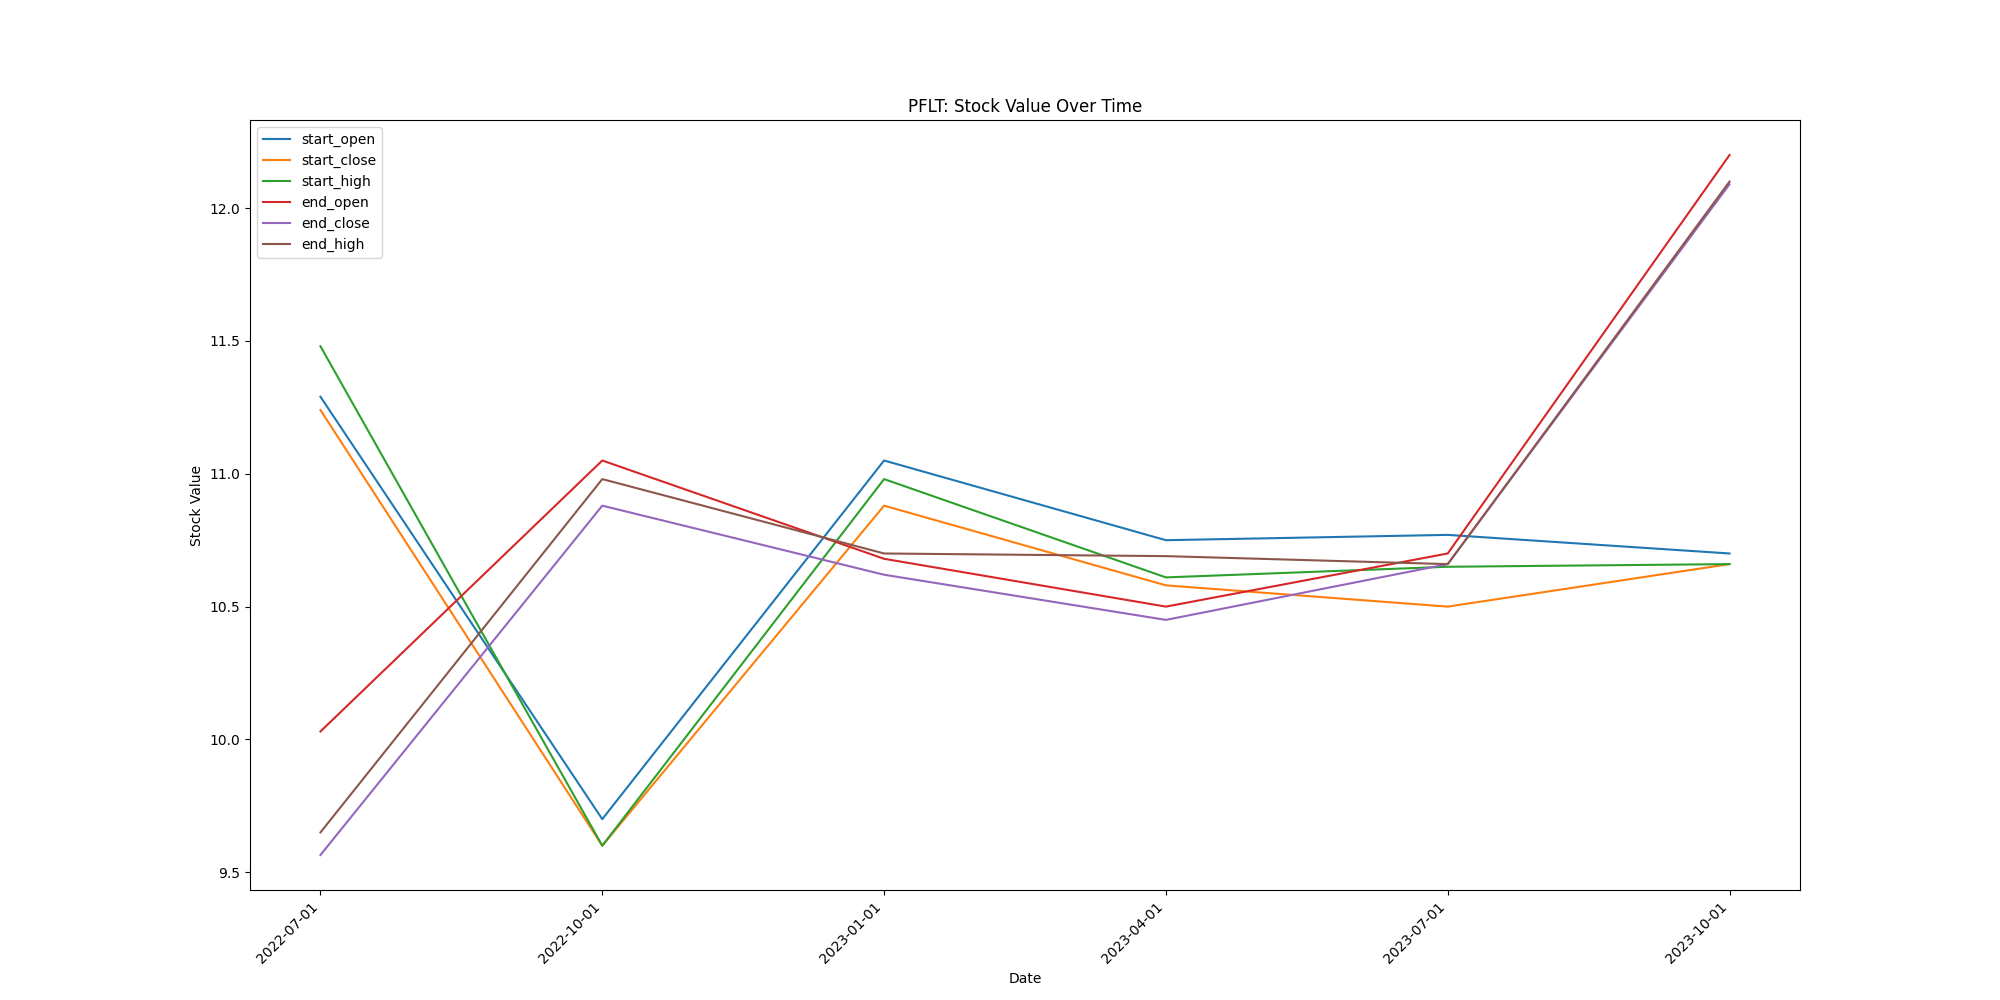 PFLT: Stock Value Over Time
start_open
start_close
start_high
end_open
end_close
end_high
Stock Value
12.0
11.5
11.0
10.5
10.0
9.5
2022-07-01
2022-10-01
2023-01-01
2023-04-01
2023-07-01
2023-10-01
Date